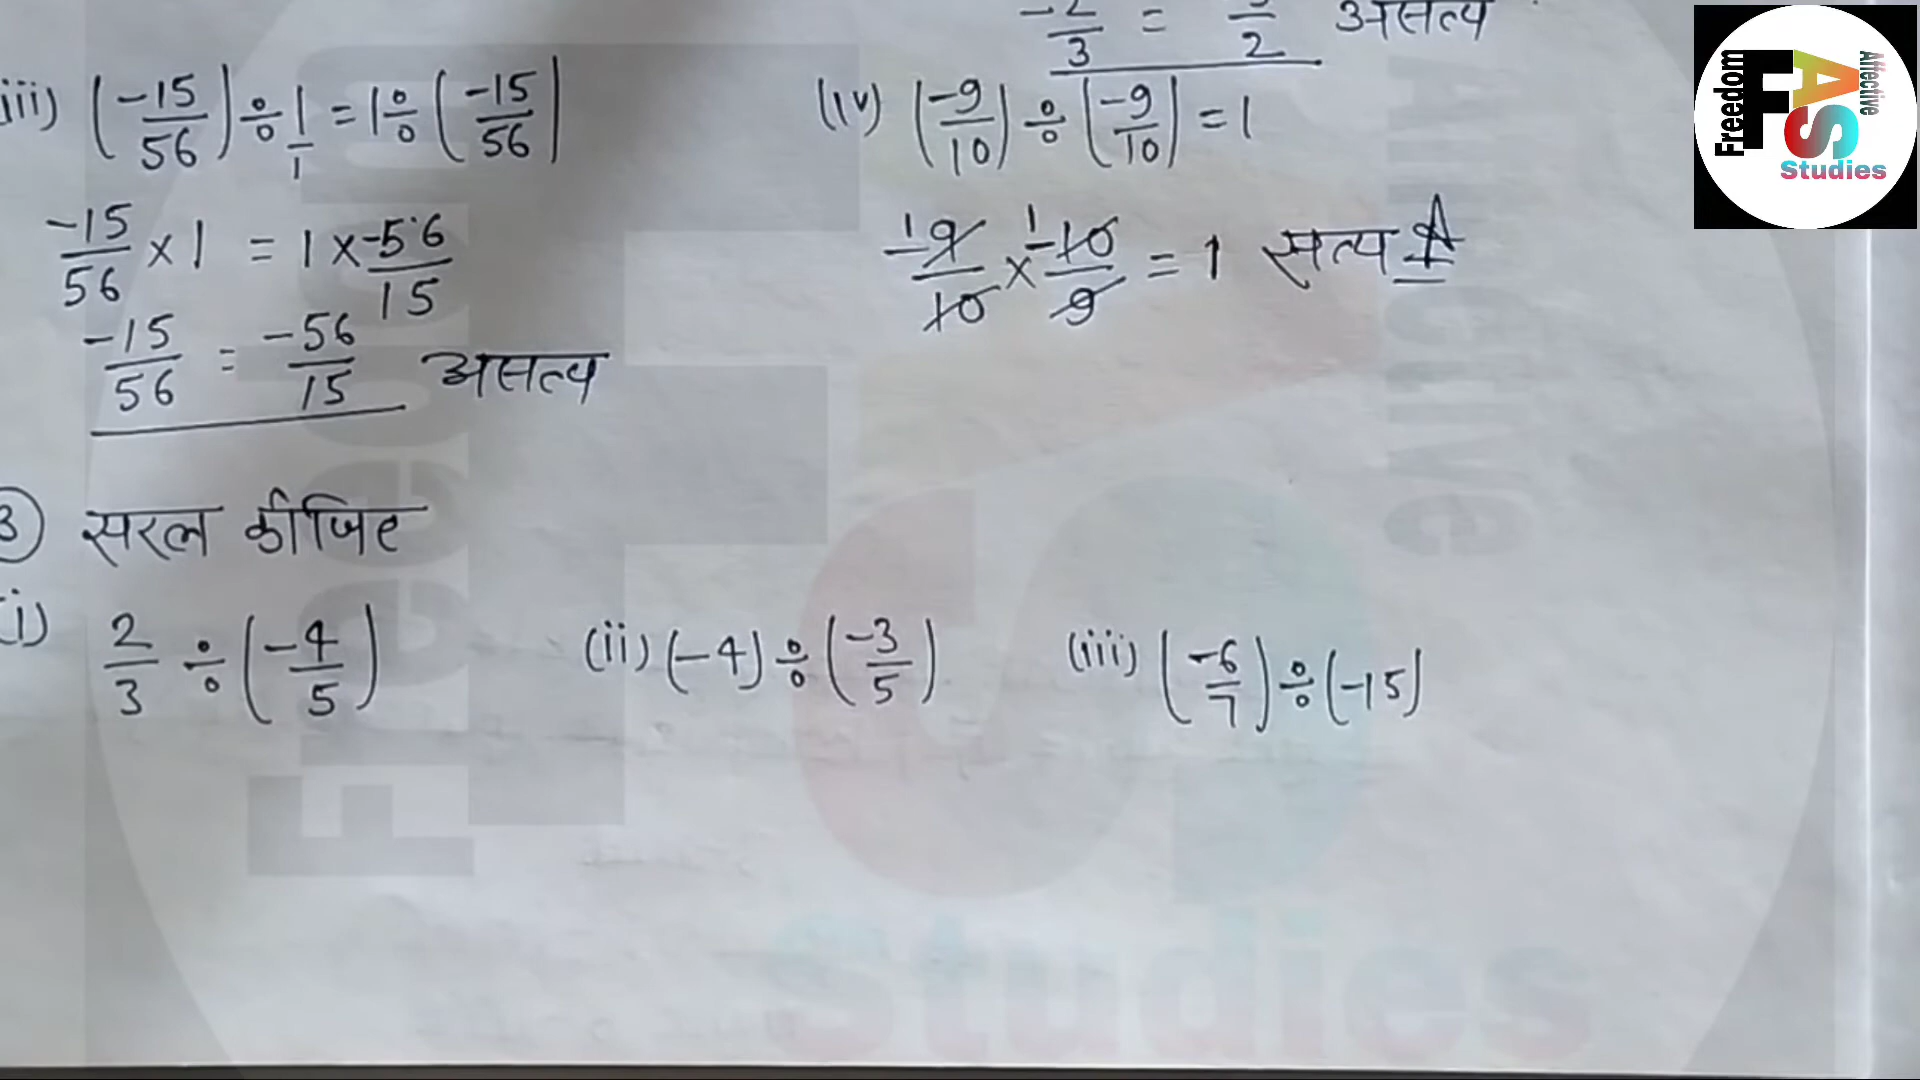 -2/3 = /2 असत्य
iii) (-15/56) ÷ 1/1 = 1 ÷ (-15/56)
-15/56 × 1 = 1 × -56/15
-15/56 = -56/15 असत्य
(iv) (-9/10) ÷ (-9/10) = 1
-9/10 × -10/9 = 1 सत्य
3 सरल कीजिए
(i) 2/3 ÷ (-4/5) (ii) (-4) ÷ (-3/5) (iii) (-6/7) ÷ (-15)
Freedom
FAS
Affective
Studies